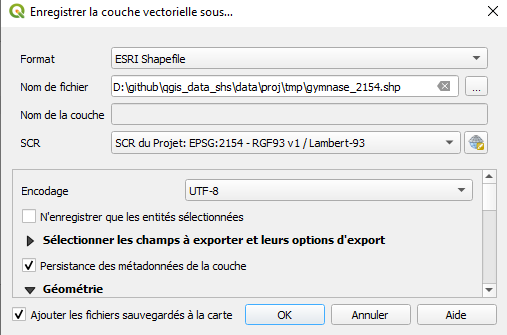 Enregistrer la couche vectorielle sous...
Format ESRI Shapefile
Nom de fichier D:\github\qgis_data_shs\data\proj\tmp\gymnase_2154.shp ...
Nom de la couche
SCR SCR du Projet: EPSG:2154 - RGF93 v1 / Lambert-93
Encodage UTF-8
N'enregistrer que les entités sélectionnées
Sélectionner les champs à exporter et leurs options d'export
Persistance des métadonnées de la couche
Géométrie
Ajouter les fichiers sauvegardés à la carte OK Annuler Aide